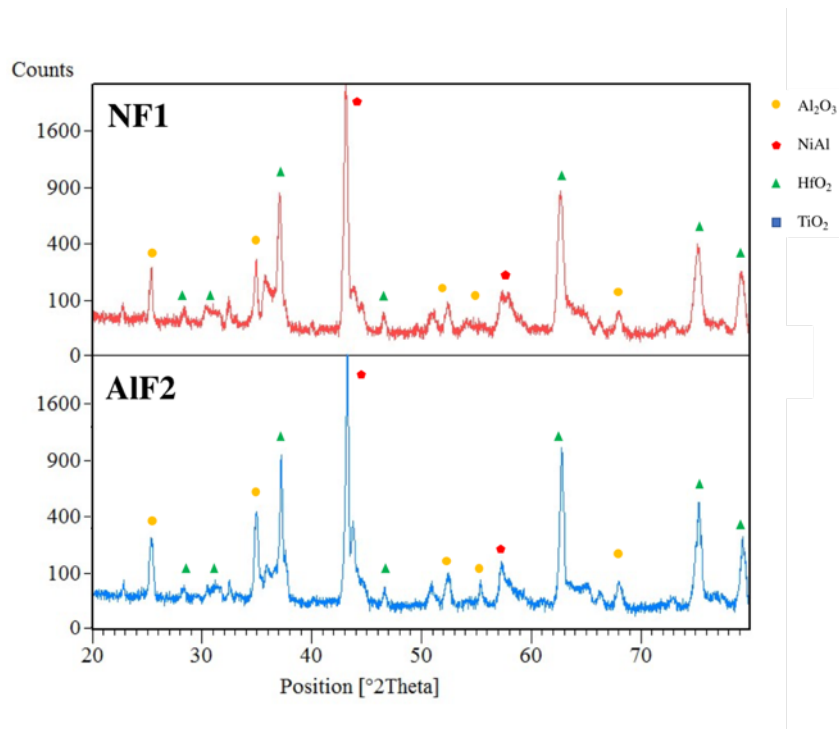 Counts
NF1
1600
900
400
100
0
AlF2
1600
900
400
100
0
20 30 40 50 60 70
Position [°2Theta]
Al₂O₃
NiAl
HfO₂
TiO₂